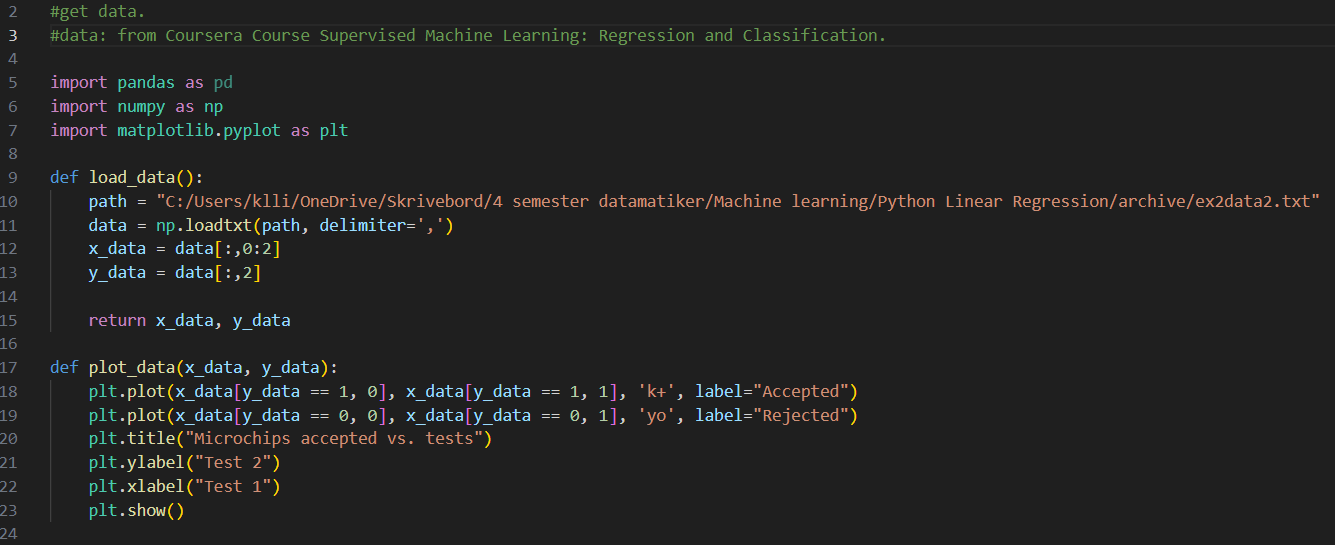 2 #get data.
3 #data: from Coursera Course Supervised Machine Learning: Regression and Classification.
4
5 import pandas as pd
6 import numpy as np
7 import matplotlib.pyplot as plt
8
9 def load_data():
10     path = "C:/Users/klli/OneDrive/Skrivebord/4 semester datamatiker/Machine learning/Python Linear Regression/archive/ex2data2.txt"
11     data = np.loadtxt(path, delimiter=',')
12     x_data = data[:,0:2]
13     y_data = data[:,2]
14
15     return x_data, y_data
16
17 def plot_data(x_data, y_data):
18     plt.plot(x_data[y_data == 1, 0], x_data[y_data == 1, 1], 'k+', label="Accepted")
19     plt.plot(x_data[y_data == 0, 0], x_data[y_data == 0, 1], 'yo', label="Rejected")
20     plt.title("Microchips accepted vs. tests")
21     plt.ylabel("Test 2")
22     plt.xlabel("Test 1")
23     plt.show()
24